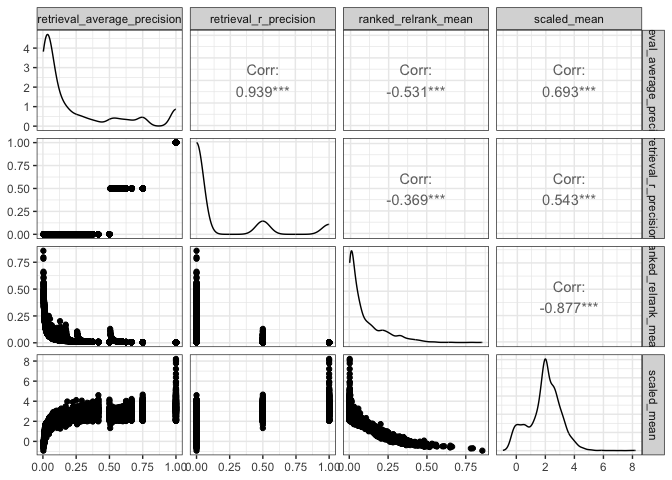 retrieval_average_precision retrieval_r_precision ranked_relrank_mean scaled_mean
4
3
2
1
0
Corr:
0.939***
Corr:
-0.531***
Corr:
0.693***
eval_average_preci
1.00
0.75
0.50
0.25
0.00
Corr:
-0.369***
Corr:
0.543***
etrieval_r_precision
0.75
0.50
0.25
0.00
Corr:
-0.877***
anked_relrank_mea
8
6
4
2
0
scaled_mean
0.00 0.25 0.50 0.75 1.00 0.00 0.25 0.50 0.75 1.00 0.00 0.25 0.50 0.75 0 2 4 6 8